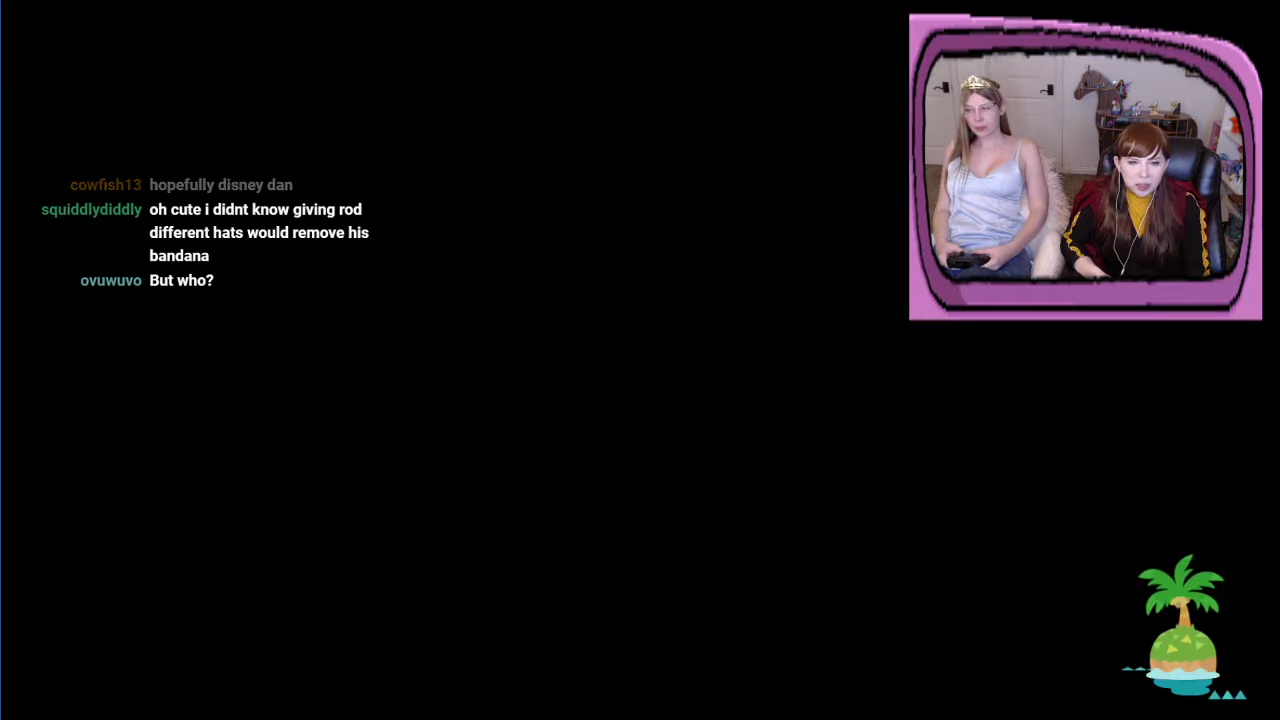 cowfish13 hopefully disney dan
squiddlydiddly oh cute i didnt know giving rod
different hats would remove his
bandana
ovuwuvo But who?